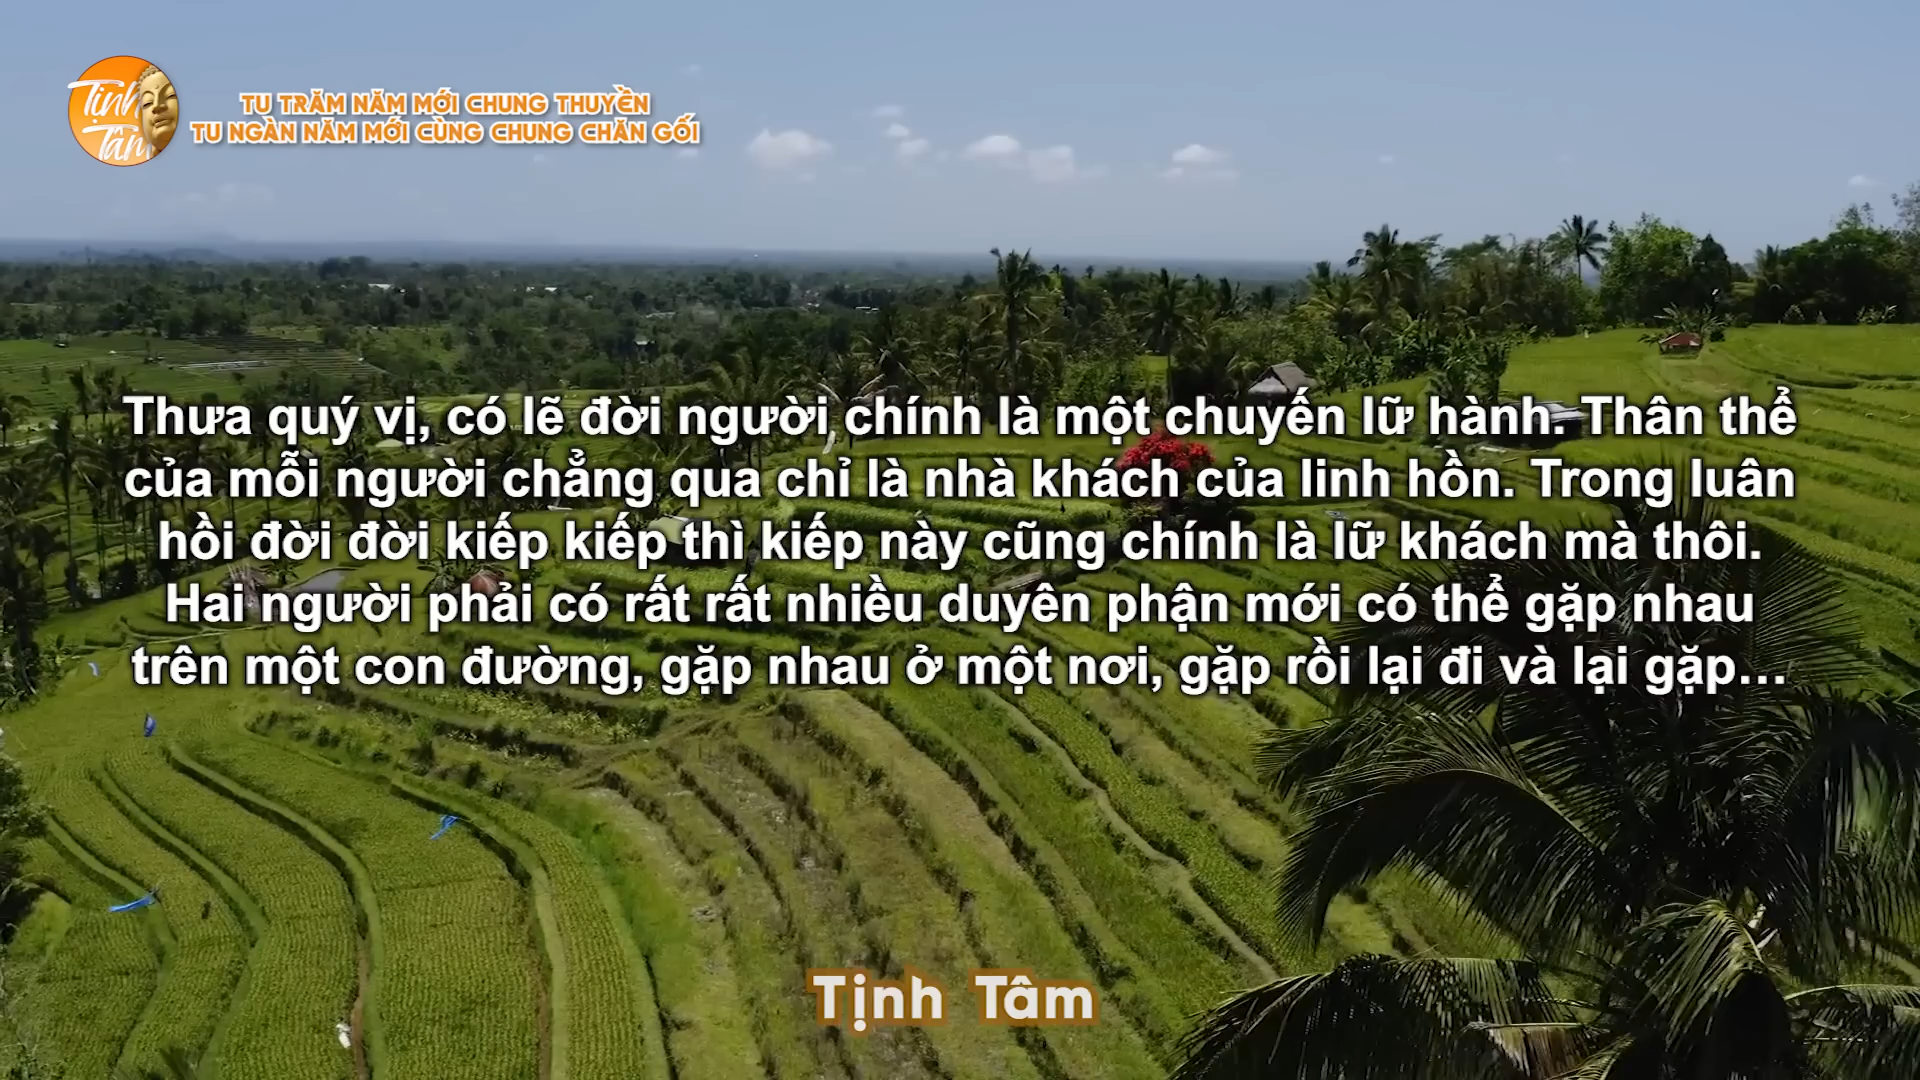 Tịnh
Tâm
TU TRĂM NĂM MỚI CHUNG THUYỀN
TU NGÀN NĂM MỚI CÙNG CHUNG CHĂN GỐI
Thưa quý vị, có lẽ đời người chính là một chuyến lữ hành. Thân thể
của mỗi người chẳng qua chỉ là nhà khách của linh hồn. Trong luân
hồi đời đời kiếp kiếp thì kiếp này cũng chính là lữ khách mà thôi.
Hai người phải có rất rất nhiều duyên phận mới có thể gặp nhau
trên một con đường, gặp nhau ở một nơi, gặp rồi lại đi và lại gặp...
Tịnh Tâm